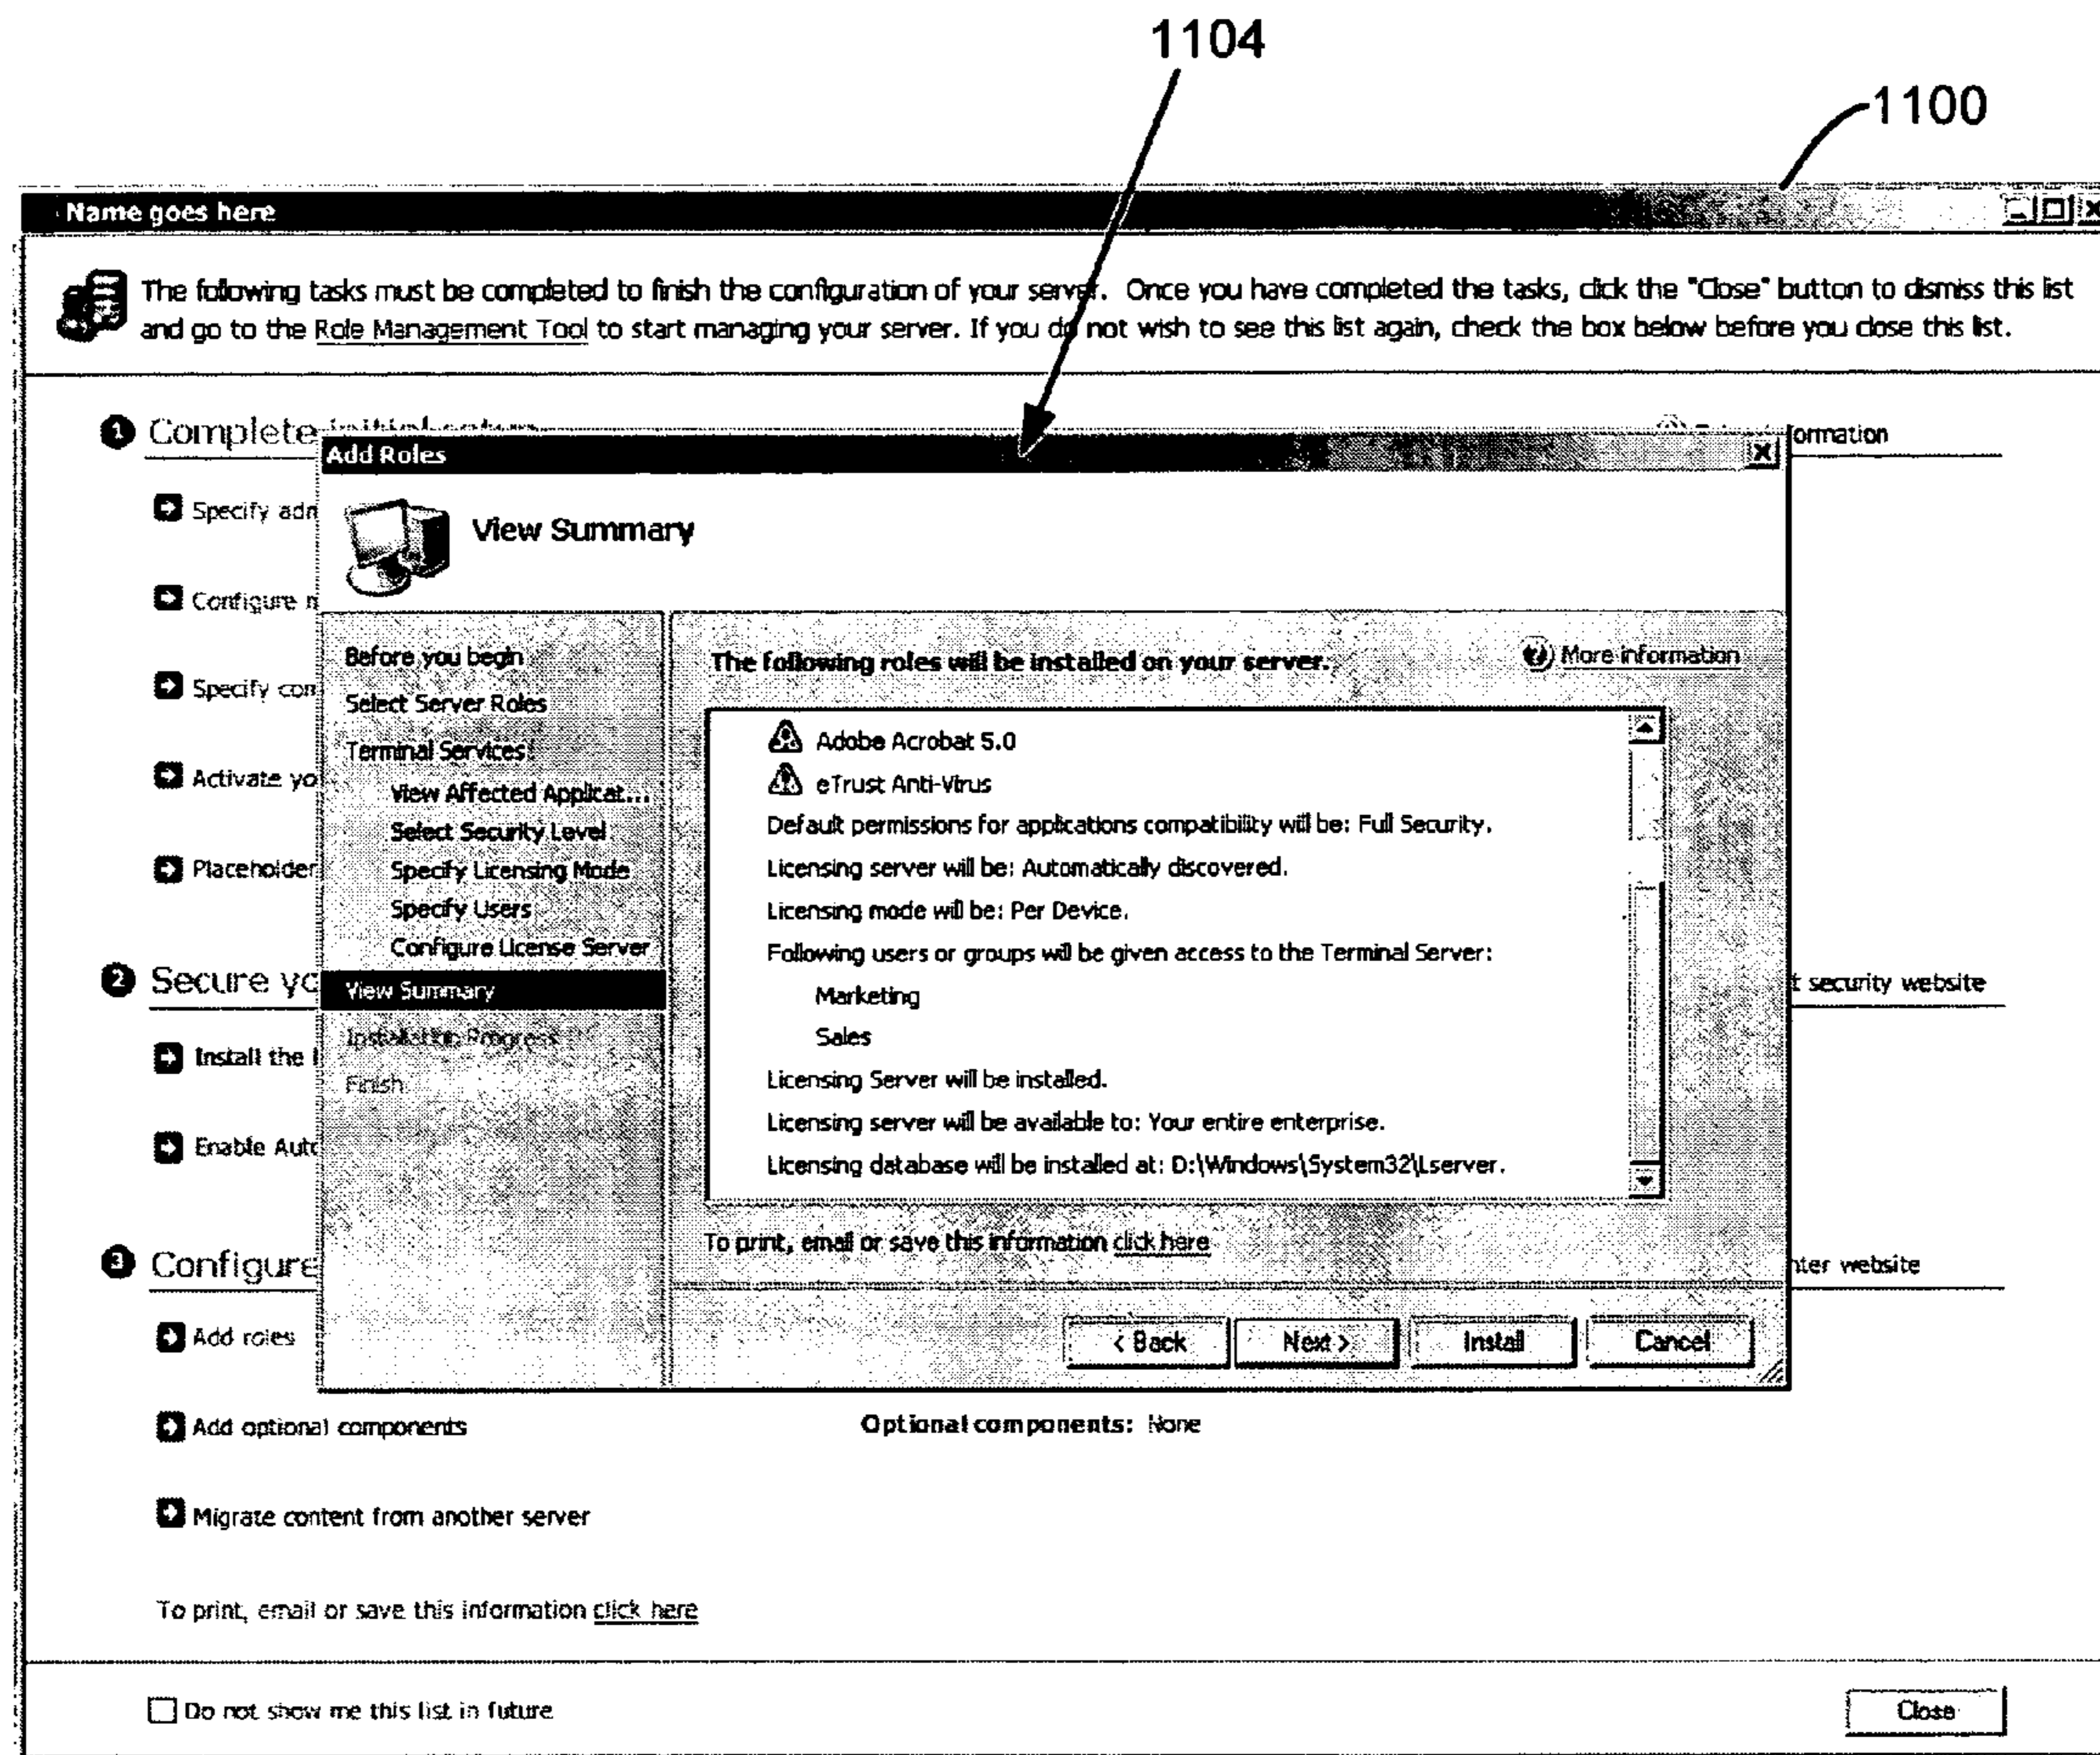 1104
1100
Name goes here
The following tasks must be completed to finish the configuration of your server. Once you have completed the tasks, click the "Close" button to dismiss this list
and go to the Role Management Tool to start managing your server. If you do not wish to see this list again, check the box below before you close this list.
1 Complete
ormation
Add Roles
Specify adn
View Summary
Configure n
Before you begin
The following roles will be installed on your server.
More information
Specify con
Select Server Roles
Adobe Acrobat 5.0
Terminal Services
Activate yo
eTrust Anti-Virus
View Affected Applicat...
Default permissions for applications compatibility will be: Full Security.
Select Security Level
Placeholder
Specify Licensing Mode
Licensing server will be: Automatically discovered.
Specify Users
Licensing mode will be: Per Device.
Configure License Server
Following users or groups will be given access to the Terminal Server:
2 Secure yo
View Summary
Marketing
t security website
Installation Progress
Sales
Install the l
Finish
Licensing Server will be installed.
Licensing server will be available to: Your entire enterprise.
Enable Auto
Licensing database will be installed at: D:\Windows\System32\Lserver.
To print, email or save this information click here
3 Configure
nter website
Add roles
< Back Next > Install Cancel
Add optional components
Optional components: None
Migrate content from another server
To print, email or save this information click here
Do not show me this list in future
Close